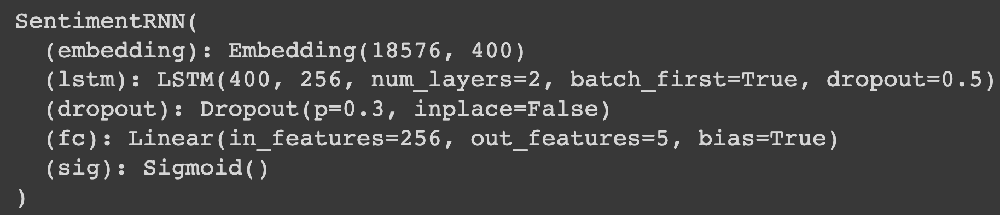 SentimentRNN(
  (embedding): Embedding(18576, 400)
  (lstm): LSTM(400, 256, num_layers=2, batch_first=True, dropout=0.5)
  (dropout): Dropout(p=0.3, inplace=False)
  (fc): Linear(in_features=256, out_features=5, bias=True)
  (sig): Sigmoid()
)